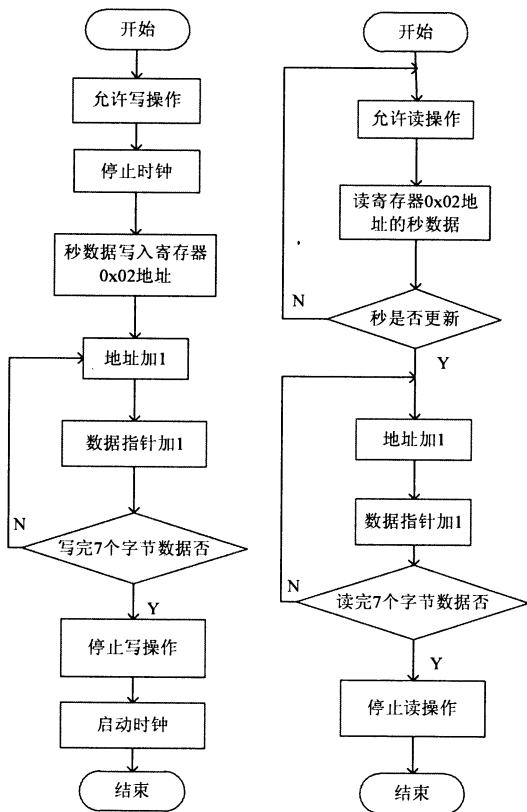 开始
允许写操作
停止时钟
秒数据写入寄存器
0x02地址
地址加1
数据指针加1
N
写完7个字节数据否
Y
停止写操作
启动时钟
结束
开始
允许读操作
读寄存器0x02地
址的秒数据
N
秒是否更新
Y
地址加1
数据指针加1
N
读完7个字节数据否
Y
停止读操作
结束